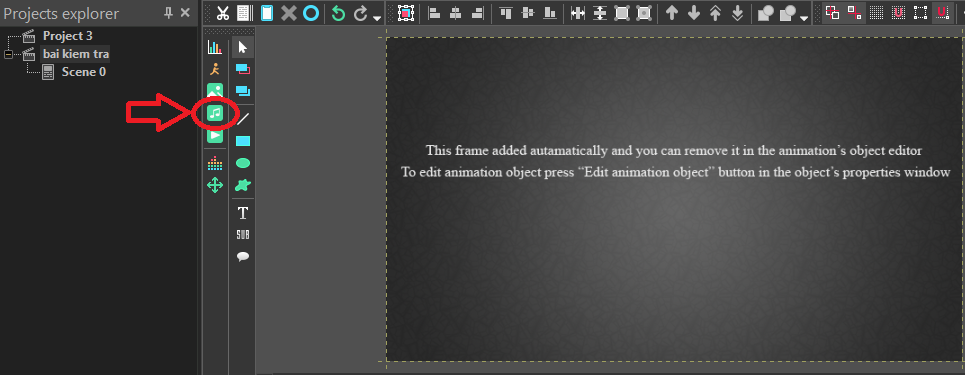 Projects explorer
Project 3
bai kiem tra
Scene 0
T
SUB
This frame added autamatically and you can remove it in the animation’s object editor
To edit animation object press “Edit animation object” button in the object’s properties window